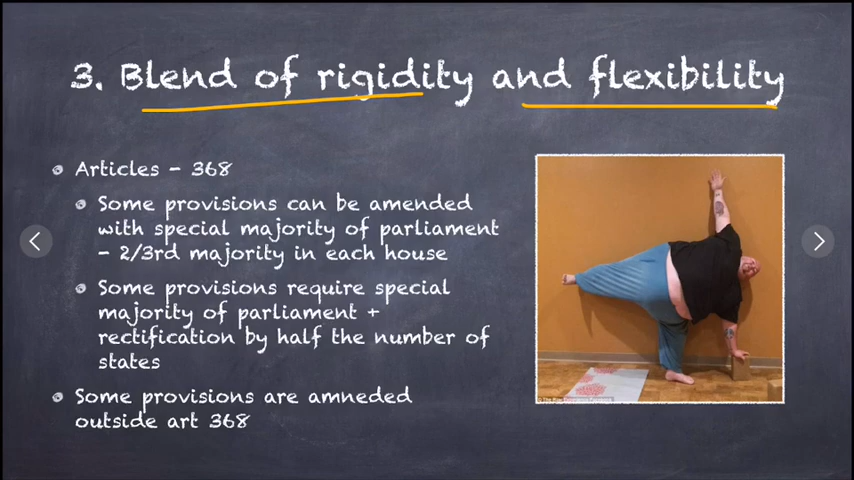 3. Blend of rigidity and flexibility
Articles - 368
Some provisions can be amended
with special majority of parliament
- 2/3rd majority in each house
Some provisions require special
majority of parliament +
rectification by half the number of
states
Some provisions are amneded
outside art 368